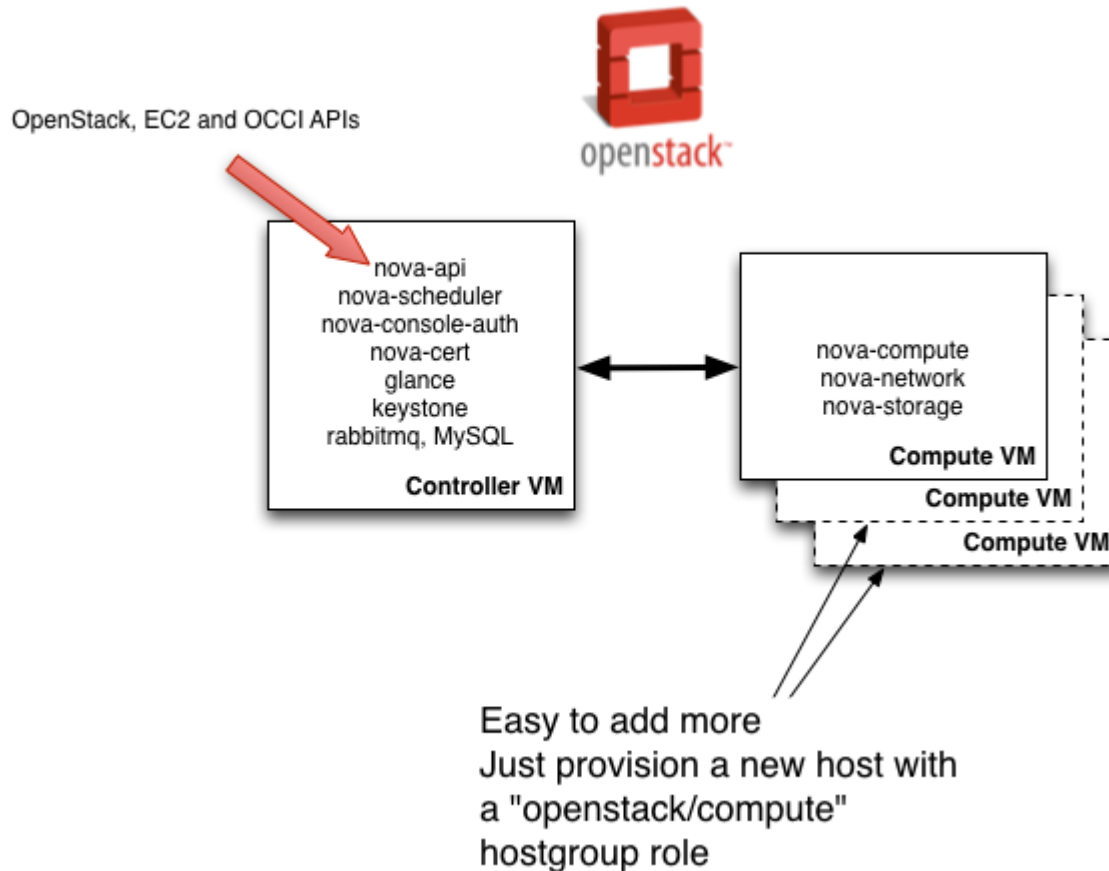 openstack™
OpenStack, EC2 and OCCI APIs
nova-api
nova-scheduler
nova-console-auth
nova-cert
glance
keystone
rabbitmq, MySQL
Controller VM
nova-compute
nova-network
nova-storage
Compute VM
Compute VM
Compute VM
Easy to add more
Just provision a new host with
a "openstack/compute"
hostgroup role